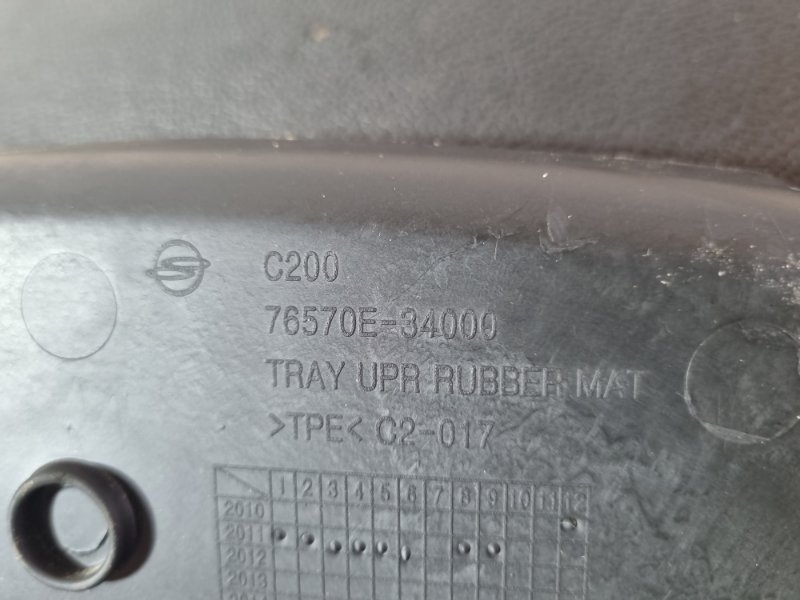 C200
76570E-34000
TRAY UPR RUBBER MAT
>TPE< C2-017
1 2 3 4 5 6 7 8 9 10 11 12
2010
2011
2012
2013